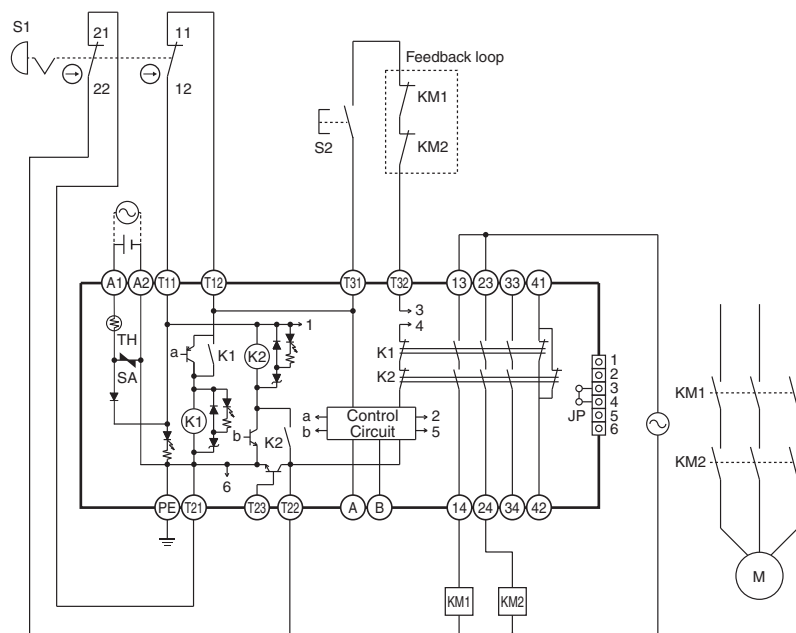 S1
21
11
22
12
Feedback loop
KM1
S2
KM2
A1 A2 T11 T12 T31 T32 13 23 33 41
3
1
4
TH
a
K1
K2
K1
SA
K2
1
2
3
4
5
6
JP
K1
a
b
Control
Circuit
2
5
b
K2
6
KM1
KM2
PE T21 T23 T22 A B 14 24 34 42
M
KM1
KM2